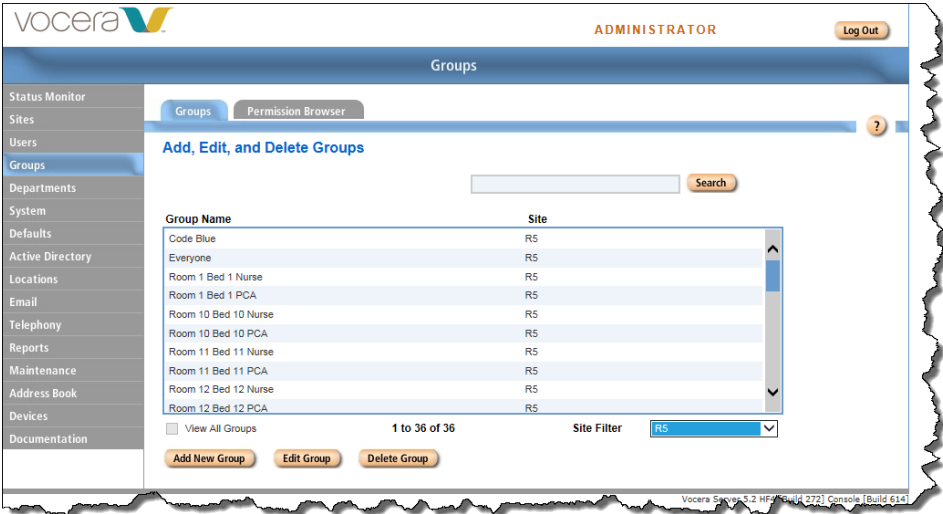 vocera
ADMINISTRATOR
Log Out
Groups
Status Monitor
Sites
Users
Groups
Departments
System
Defaults
Active Directory
Locations
Email
Telephony
Reports
Maintenance
Address Book
Devices
Documentation
Groups
Permission Browser
?
Add, Edit, and Delete Groups
Search
Group Name Site
Code Blue R5
Everyone R5
Room 1 Bed 1 Nurse R5
Room 1 Bed 1 PCA R5
Room 10 Bed 10 Nurse R5
Room 10 Bed 10 PCA R5
Room 11 Bed 11 Nurse R5
Room 11 Bed 11 PCA R5
Room 12 Bed 12 Nurse R5
Room 12 Bed 12 PCA R5
View All Groups 1 to 36 of 36 Site Filter R5
Add New Group Edit Group Delete Group
Vocera Server 5.2 HF4 [Build 272] Console [Build 614]